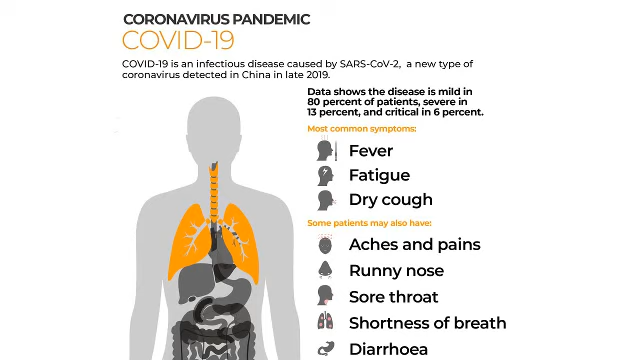 CORONAVIRUS PANDEMIC
COVID-19
COVID-19 is an infectious disease caused by SARS-CoV-2, a new type of
coronavirus detected in China in late 2019.
Data shows the disease is mild in
80 percent of patients, severe in
13 percent, and critical in 6 percent.
Most common symptoms:
Fever
Fatigue
Dry cough
Some patients may also have:
Aches and pains
Runny nose
Sore throat
Shortness of breath
Diarrhoea